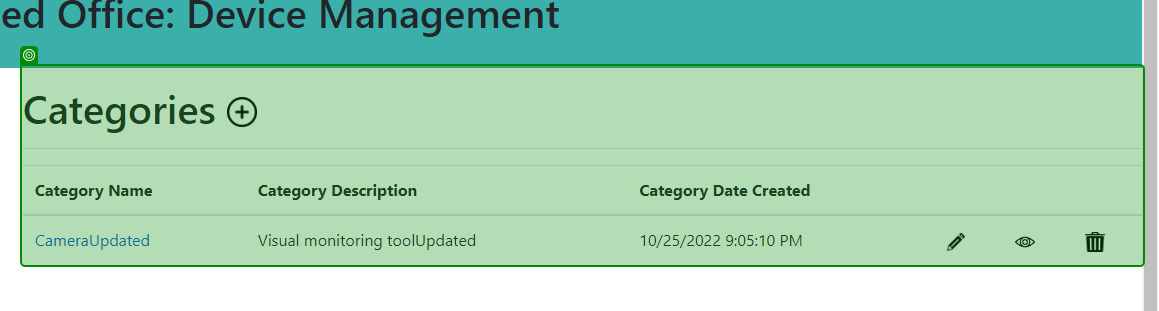 ed Office: Device Management
Categories
Category Name Category Description Category Date Created
CameraUpdated Visual monitoring toolUpdated 10/25/2022 9:05:10 PM